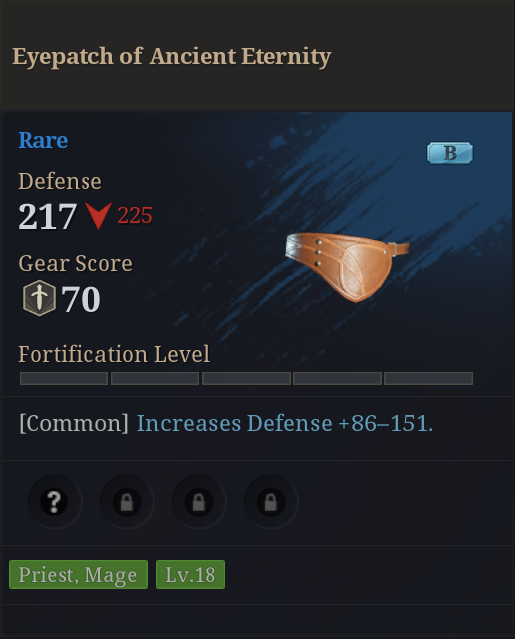 Eyepatch of Ancient Eternity
Rare
B
Defense
217 225
Gear Score
70
Fortification Level
[Common] Increases Defense +86–151.
?
Priest, Mage Lv.18